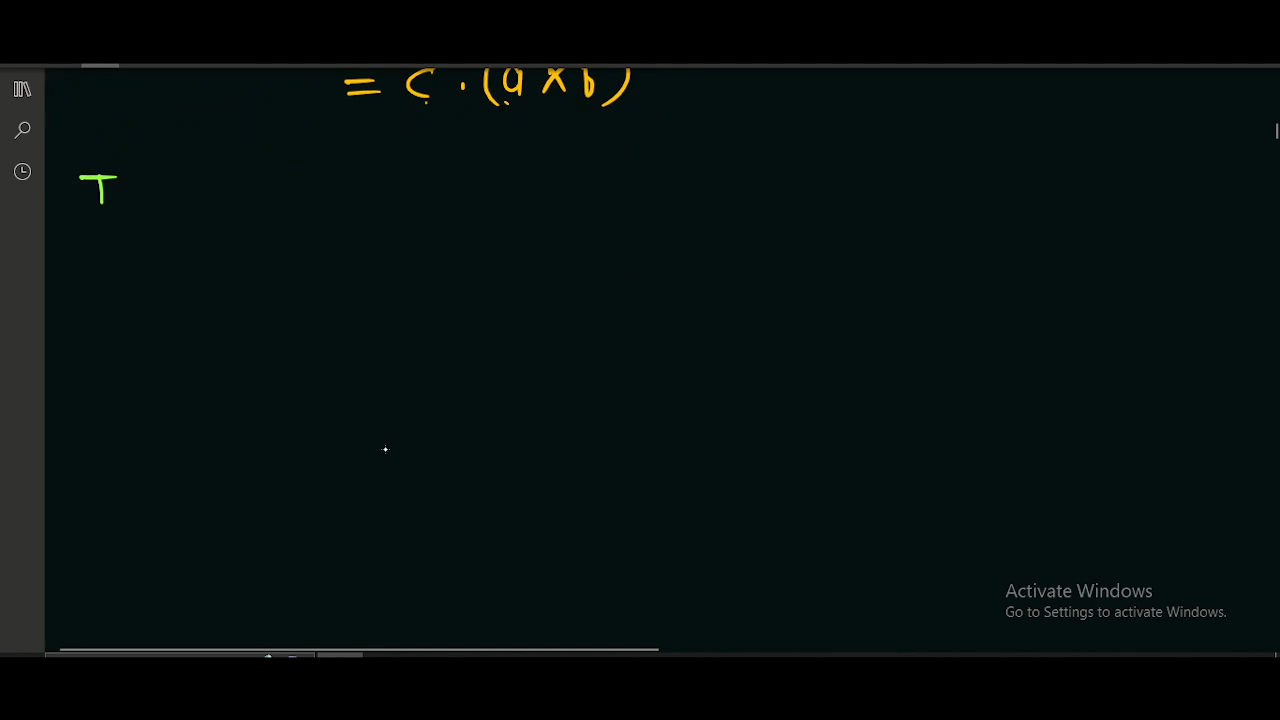 = c · (a × b)
T
Activate Windows
Go to Settings to activate Windows.